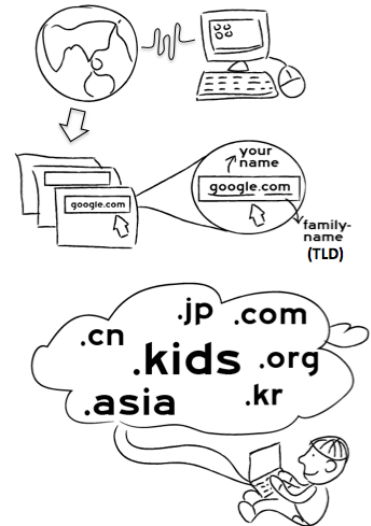 your
name
google.com
google.com
family-
name
(TLD)
.jp .com
.cn
.kids .org
.asia .kr